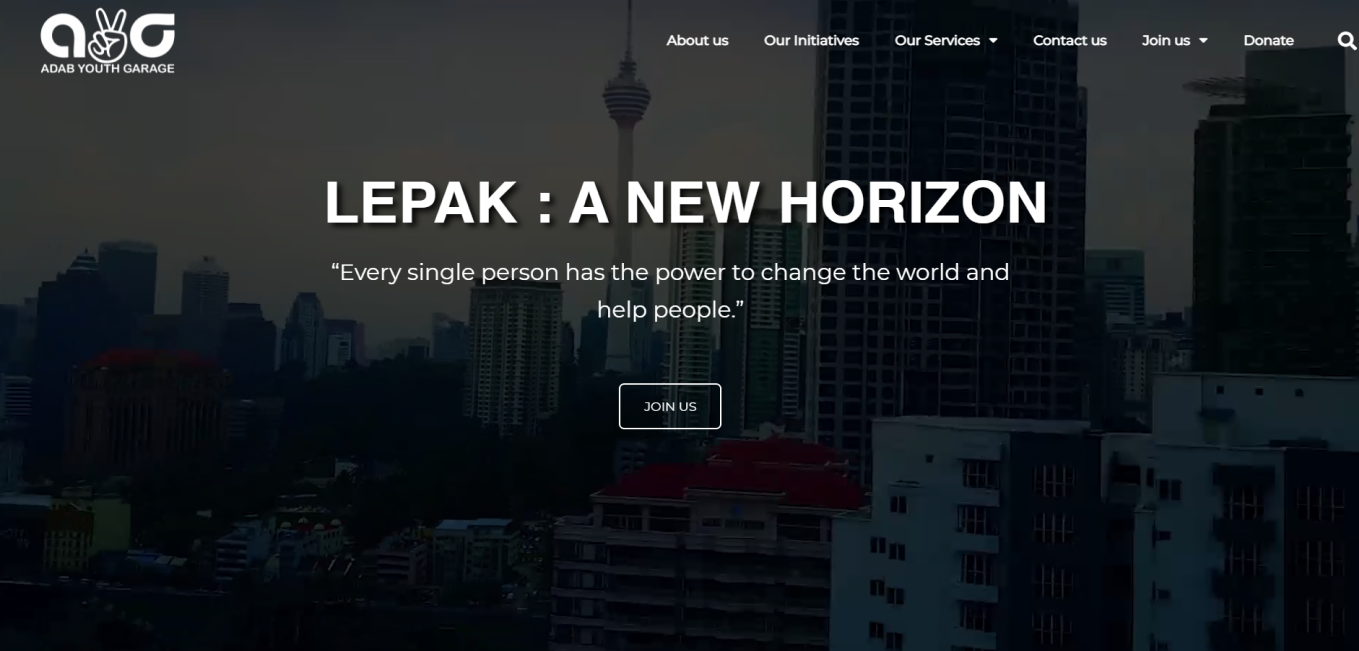 ADAB YOUTH GARAGE
About us
Our Initiatives
Our Services
Contact us
Join us
Donate
LEPAK : A NEW HORIZON
“Every single person has the power to change the world and
help people.”
JOIN US